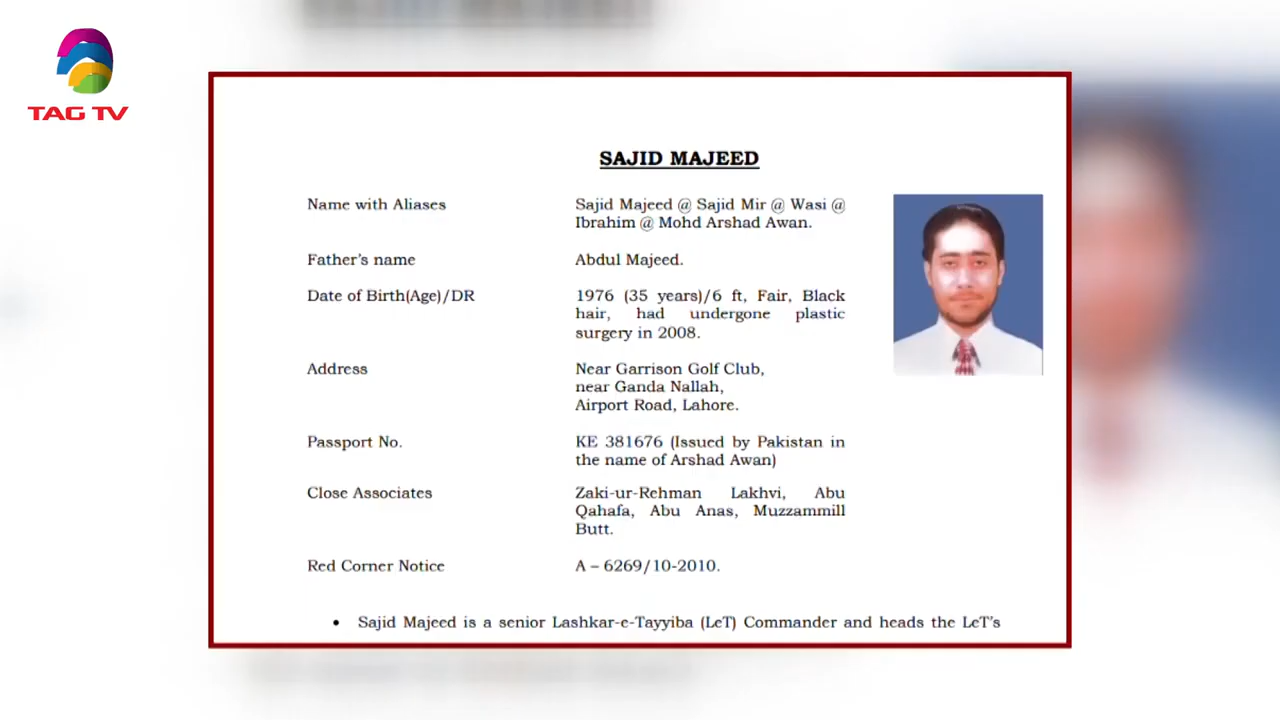 TAG TV
SAJID MAJEED
Name with Aliases
Sajid Majeed @ Sajid Mir @ Wasi @
Ibrahim @ Mohd Arshad Awan.
Father's name
Abdul Majeed.
Date of Birth(Age)/DR
1976 (35 years)/6 ft, Fair, Black
hair, had undergone plastic
surgery in 2008.
Address
Near Garrison Golf Club,
near Ganda Nallah,
Airport Road, Lahore.
Passport No.
KE 381676 (Issued by Pakistan in
the name of Arshad Awan)
Close Associates
Zaki-ur-Rehman Lakhvi, Abu
Qahafa, Abu Anas, Muzzammill
Butt.
Red Corner Notice
A – 6269/10-2010.
• Sajid Majeed is a senior Lashkar-e-Tayyiba (LeT) Commander and heads the LeT's